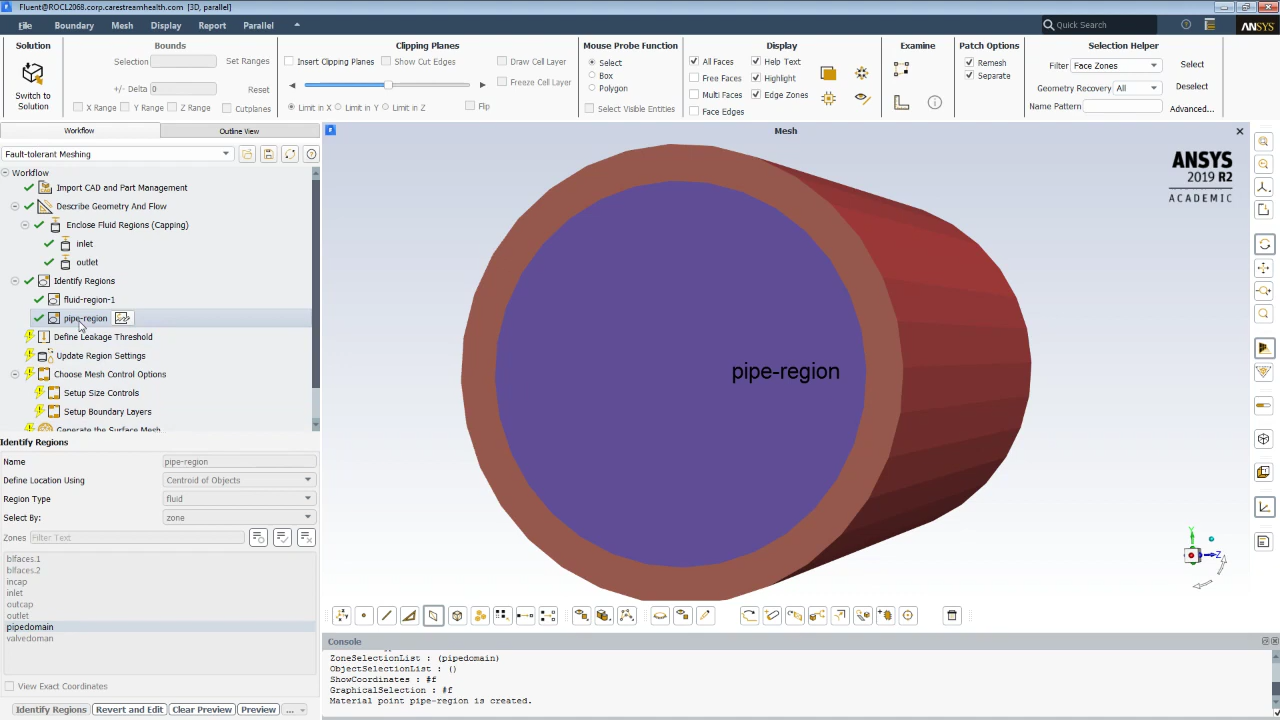 Fluent@ROCL2068.corp.carestreamhealth.com [3D, parallel]
File Boundary Mesh Display Report Parallel
Quick Search
ANSYS
Solution
Switch to
Solution
Bounds
Selection Set Ranges
+/- Delta 0 Reset
X Range Y Range Z Range Cutplanes
Clipping Planes
Insert Clipping Planes Show Cut Edges Draw Cell Layer
Freeze Cell Layer
Limit in X Limit in Y Limit in Z Flip
Mouse Probe Function
Select
Box
Polygon
Select Visible Entities
Display
All Faces Help Text
Free Faces Highlight
Multi Faces Edge Zones
Face Edges
Examine
Patch Options
Remesh
Separate
Selection Helper
Filter Face Zones Select
Geometry Recovery All Deselect
Name Pattern Advanced...
Workflow Outline View
Fault-tolerant Meshing
Workflow
Import CAD and Part Management
Describe Geometry And Flow
Enclose Fluid Regions (Capping)
inlet
outlet
Identify Regions
fluid-region-1
pipe-region
Define Leakage Threshold
Update Region Settings
Choose Mesh Control Options
Setup Size Controls
Setup Boundary Layers
Generate the Surface Mesh
Identify Regions
Name pipe-region
Define Location Using Centroid of Objects
Region Type fluid
Select By: zone
Zones Filter Text
blfaces.1
blfaces.2
incap
inlet
outcap
outlet
pipedomain
valvedoman
View Exact Coordinates
Identify Regions Revert and Edit Clear Preview Preview ...
Mesh
ANSYS
2019 R2
ACADEMIC
pipe-region
Y
Z
Console
ZoneSelectionList : (pipedomain)
ObjectSelectionList : ()
ShowCoordinates : #f
GraphicalSelection : #f
Material point pipe-region is created.